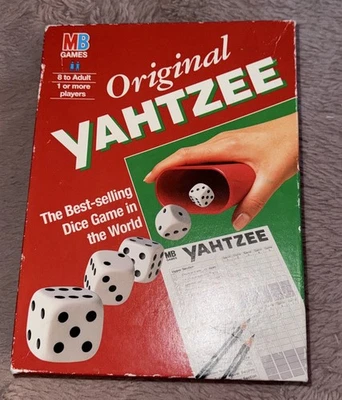 MB
GAMES
8 to Adult
1 or more
players
Original
YAHTZEE
The Best-selling
Dice Game in
the World
MB
GAMES
YAHTZEE